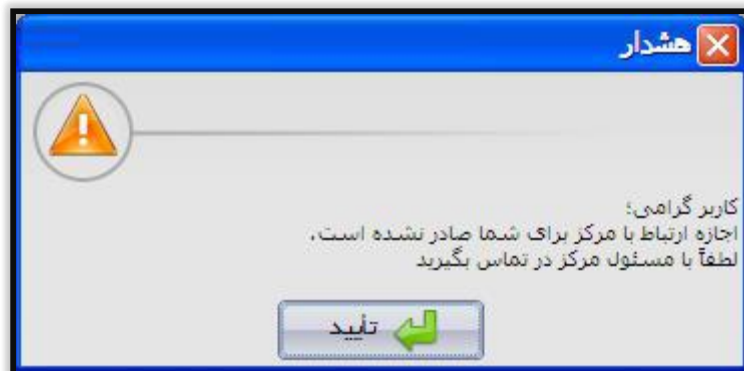 هشدار
کاربر گرامی؛
اجازه ارتباط با مرکز برای شما صادر نشده است،
لطفاً با مسئول مرکز در تماس بگیرید
تأیید